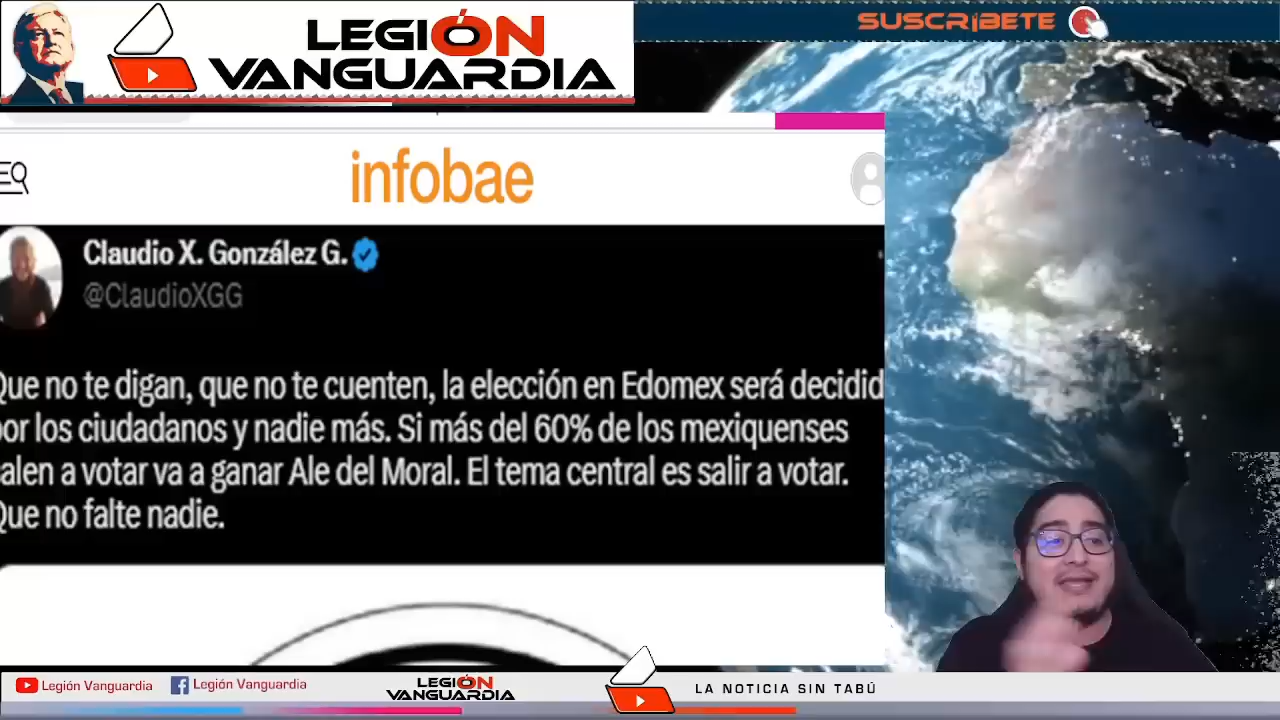 LEGIÓN
VANGUARDIA
SUSCRÍBETE
infobae
Claudio X. González G.
@ClaudioXGG
Que no te digan, que no te cuenten, la elección en Edomex será decidid
por los ciudadanos y nadie más. Si más del 60% de los mexiquenses
alen a votar va a ganar Ale del Moral. El tema central es salir a votar.
Que no falte nadie.
Legión Vanguardia
Legión Vanguardia
LEGIÓN
VANGUARDIA
LA NOTICIA SIN TABÚ